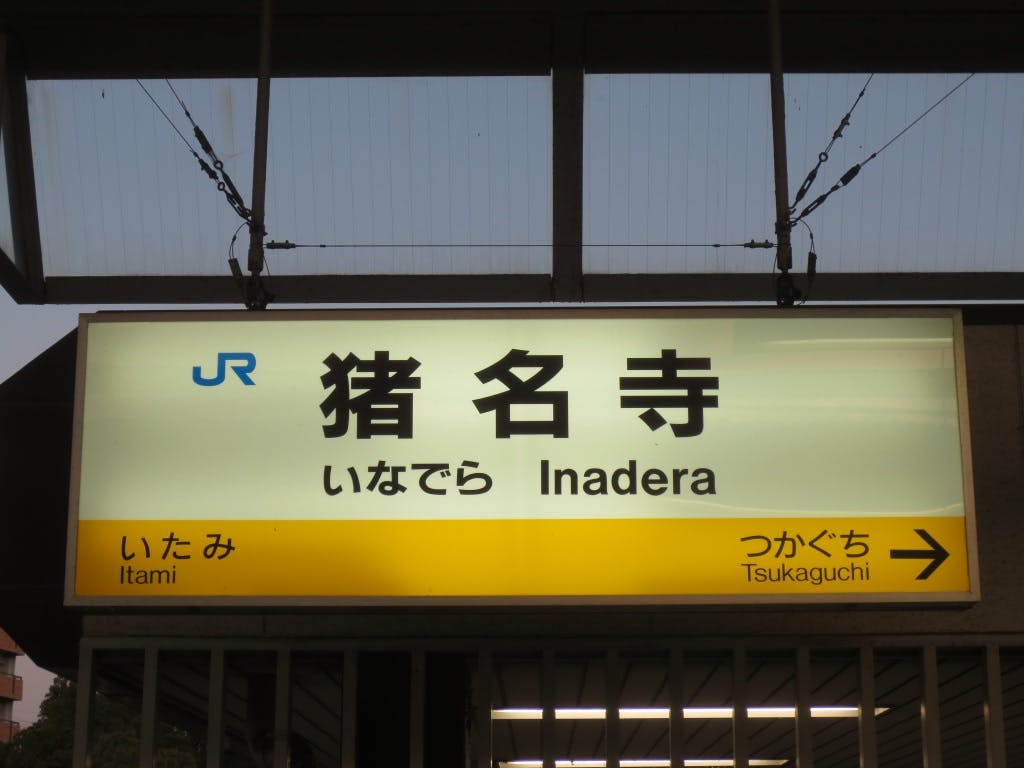 JR 猪名寺
いなでら Inadera
いたみ つかぐち →
Itami Tsukaguchi